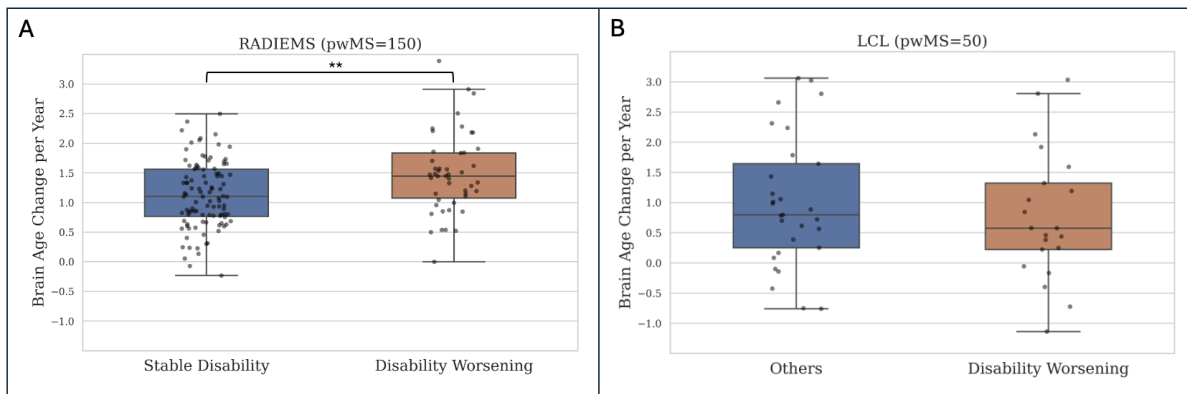 A
RADIEMS (pwMS=150)
**
Brain Age Change per Year
3.0
2.5
2.0
1.5
1.0
0.5
0.0
−0.5
−1.0
Stable Disability
Disability Worsening
B
LCL (pwMS=50)
Brain Age Change per Year
3.0
2.5
2.0
1.5
1.0
0.5
0.0
−0.5
−1.0
Others
Disability Worsening